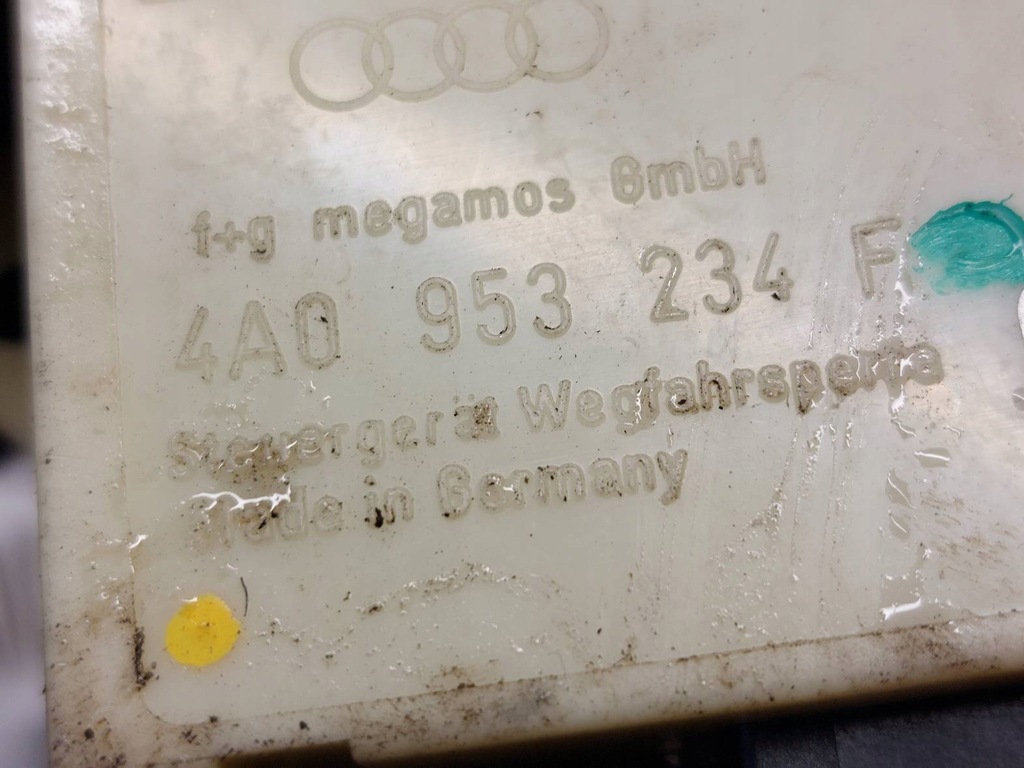 f+g megamos GmbH
4A0 953 234 F
Steuergerät Wegfahrsperre
Made in Germany